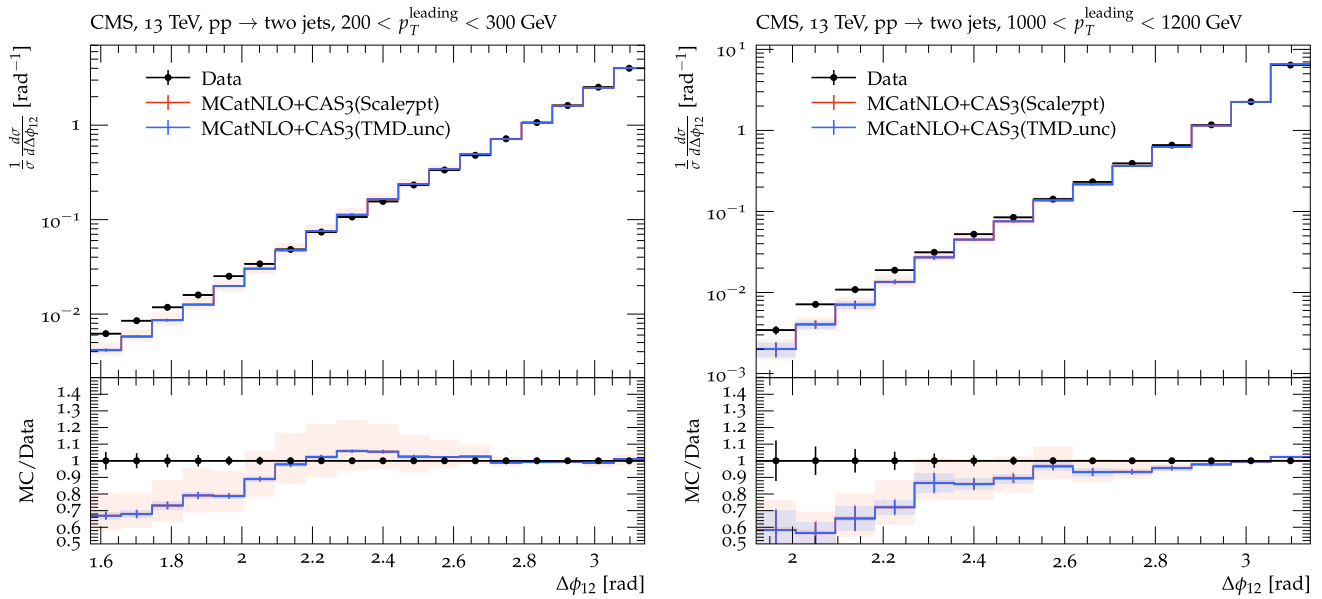 CMS, 13 TeV, pp → two jets, 200 < p_T^leading < 300 GeV
1/σ dσ/dΔφ12 [rad−1]
Data
MCatNLO+CAS3(Scale7pt)
MCatNLO+CAS3(TMD_unc)
1
10−1
10−2
MC/Data
1.4
1.3
1.2
1.1
1
0.9
0.8
0.7
0.6
0.5
1.6 1.8 2 2.2 2.4 2.6 2.8 3
Δφ12 [rad]
CMS, 13 TeV, pp → two jets, 1000 < p_T^leading < 1200 GeV
1/σ dσ/dΔφ12 [rad−1]
10^1
Data
MCatNLO+CAS3(Scale7pt)
MCatNLO+CAS3(TMD_unc)
1
10−1
10−2
10−3
MC/Data
1.4
1.3
1.2
1.1
1
0.9
0.8
0.7
0.6
0.5
2 2.2 2.4 2.6 2.8 3
Δφ12 [rad]